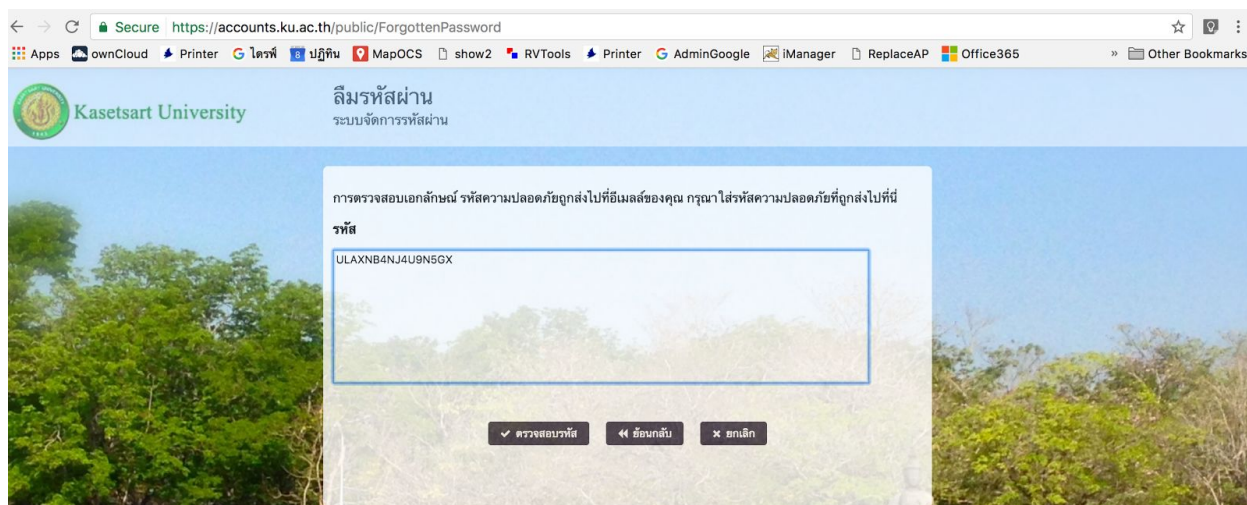 Secure https://accounts.ku.ac.th/public/ForgottenPassword
Apps ownCloud Printer ไดรฟ์ 8 ปฏิทิน MapOCS show2 RVTools Printer AdminGoogle iManager ReplaceAP Office365 » Other Bookmarks
Kasetsart University
ลืมรหัสผ่าน
ระบบจัดการรหัสผ่าน
การตรวจสอบเอกลักษณ์ รหัสความปลอดภัยถูกส่งไปที่อีเมลล์ของคุณ กรุณาใส่รหัสความปลอดภัยที่ถูกส่งไปที่นี่
รหัส
ULAXNB4NJ4U9N5GX
ตรวจสอบรหัส ย้อนกลับ ยกเลิก